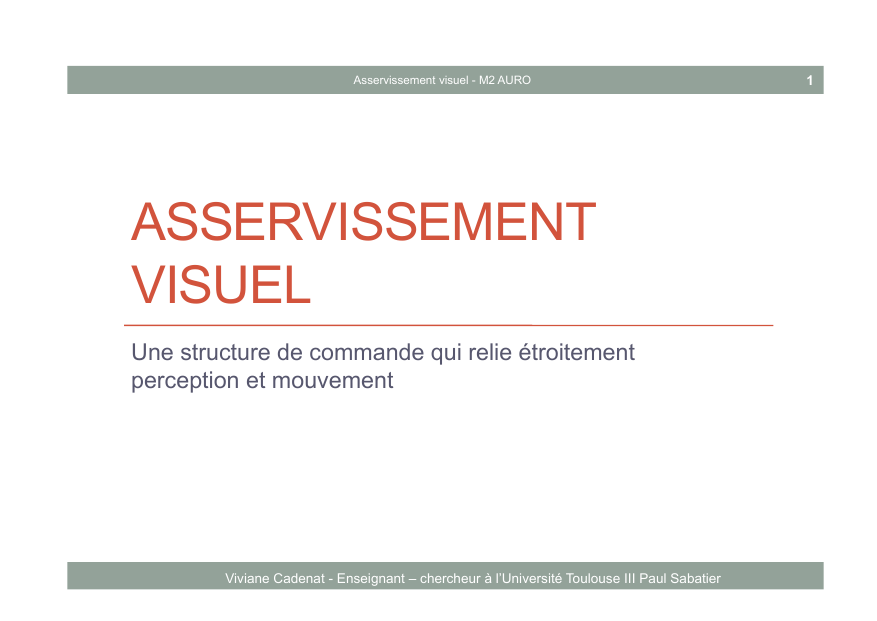 Asservissement visuel - M2 AURO
1
ASSERVISSEMENT
VISUEL
Une structure de commande qui relie étroitement
perception et mouvement
Viviane Cadenat - Enseignant – chercheur à l'Université Toulouse III Paul Sabatier